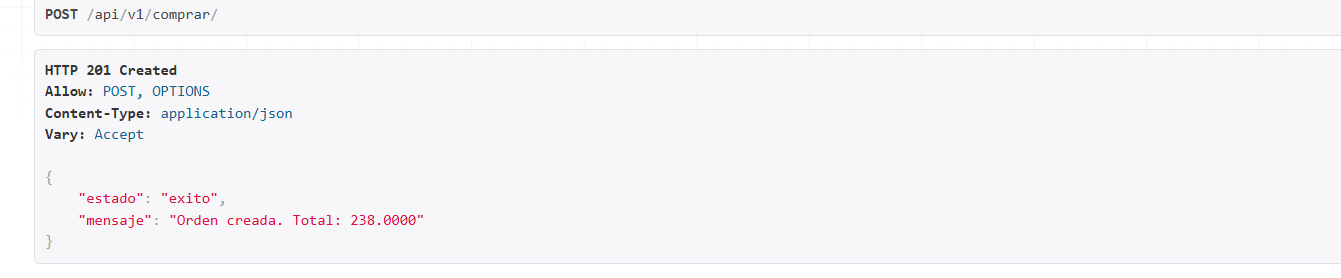 POST /api/v1/comprar/
HTTP 201 Created
Allow: POST, OPTIONS
Content-Type: application/json
Vary: Accept
{
    "estado": "exito",
    "mensaje": "Orden creada. Total: 238.0000"
}